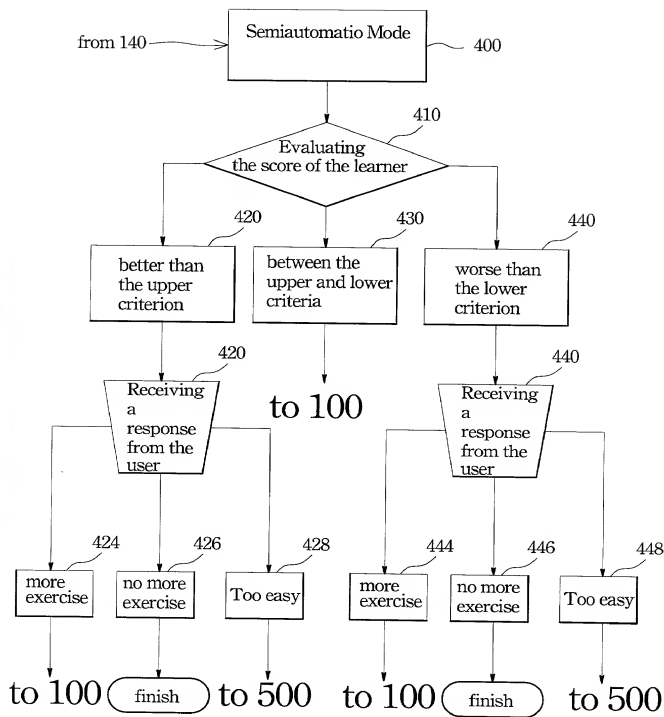 Semiautomatio Mode
from 140
400
410
Evaluating
the score of the learner
420
430
440
better than
the upper
criterion
between the
upper and lower
criteria
worse than
the lower
criterion
420
440
Receiving
a
response
from the
user
to 100
Receiving
a
response
from the
user
424
426
428
444
446
448
more
exercise
no more
exercise
Too easy
more
exercise
no more
exercise
Too easy
to 100
finish
to 500
to 100
finish
to 500